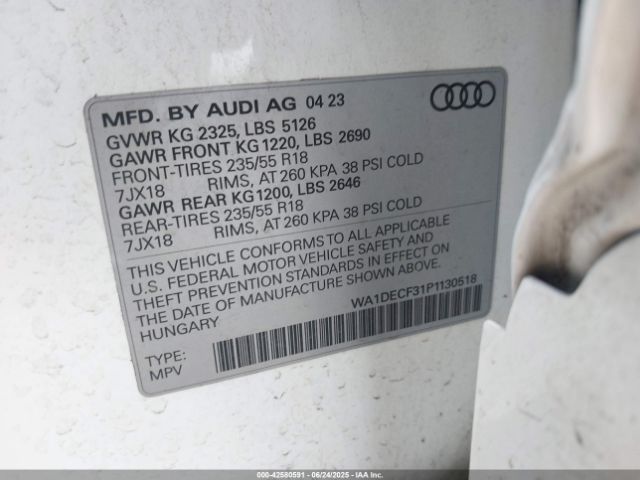 MFD. BY AUDI AG 04 23
GVWR KG 2325, LBS 5126
GAWR FRONT KG 1220, LBS 2690
FRONT-TIRES 235/55 R18
7JX18 RIMS, AT 260 KPA 38 PSI COLD
GAWR REAR KG 1200, LBS 2646
REAR-TIRES 235/55 R18
7JX18 RIMS, AT 260 KPA 38 PSI COLD
THIS VEHICLE CONFORMS TO ALL APPLICABLE
U.S. FEDERAL MOTOR VEHICLE SAFETY AND
THEFT PREVENTION STANDARDS IN EFFECT ON
THE DATE OF MANUFACTURE SHOWN ABOVE.
HUNGARY
WA1DECF31P1130518
TYPE:
MPV
000-42580591 - 06/24/2025 - IAA Inc.